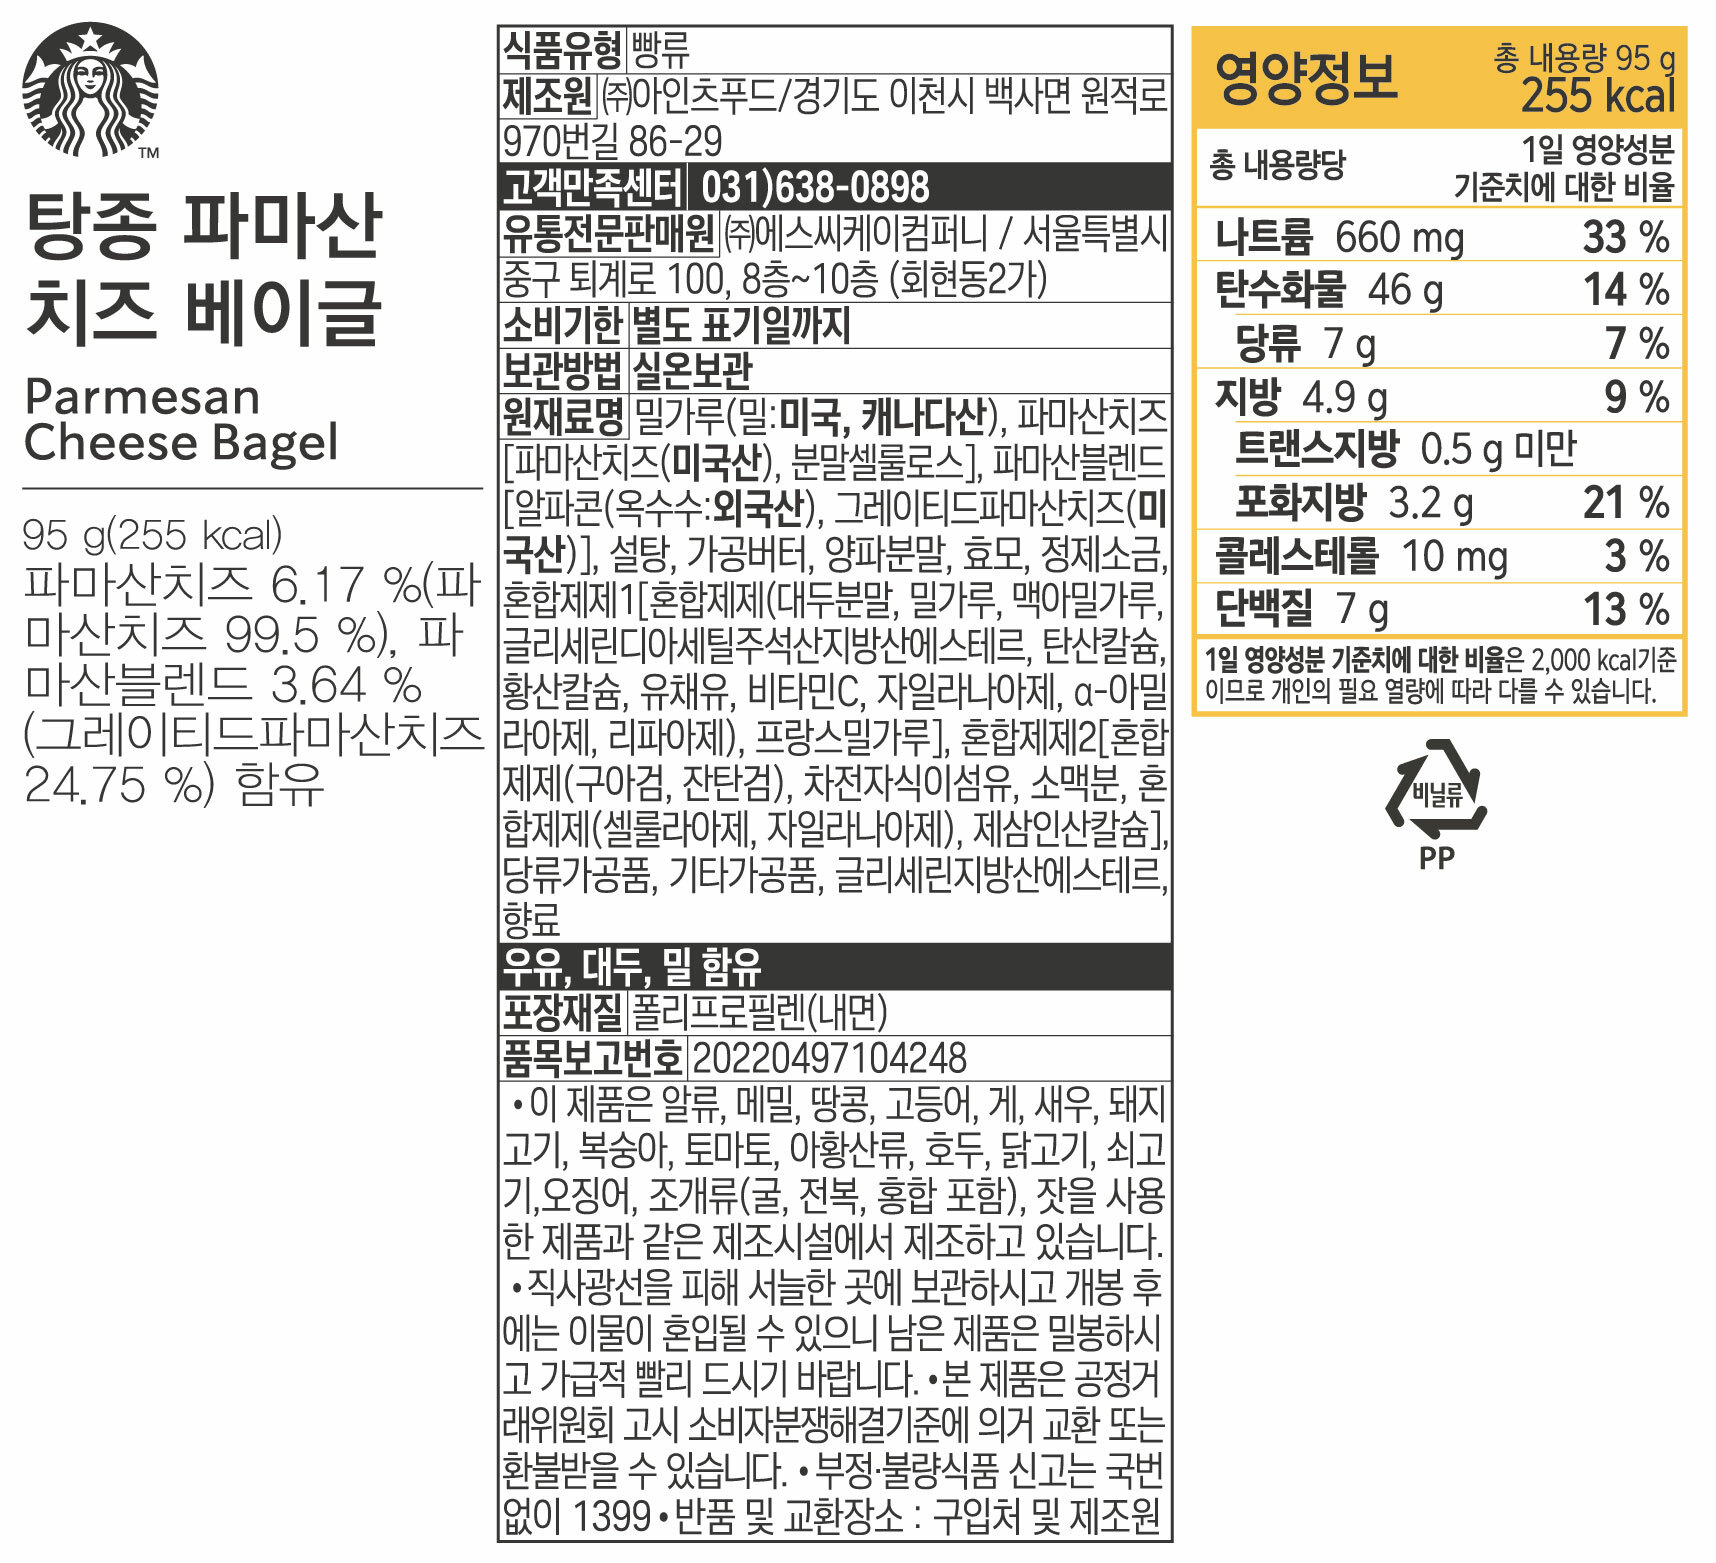 TM
탕종 파마산
치즈 베이글
Parmesan
Cheese Bagel
95 g(255 kcal)
파마산치즈 6.17 %(파
마산치즈 99.5 %), 파
마산블렌드 3.64 %
(그레이티드파마산치즈
24.75 %) 함유
식품유형 빵류
제조원 ㈜아인츠푸드/경기도 이천시 백사면 원적로
970번길 86-29
고객만족센터 031)638-0898
유통전문판매원 ㈜에스씨케이컴퍼니 / 서울특별시
중구 퇴계로 100, 8층~10층 (회현동2가)
소비기한 별도 표기일까지
보관방법 실온보관
원재료명 밀가루(밀:미국, 캐나다산), 파마산치즈
[파마산치즈(미국산), 분말셀룰로스], 파마산블렌드
[알파콘(옥수수:외국산), 그레이티드파마산치즈(미
국산)], 설탕, 가공버터, 양파분말, 효모, 정제소금,
혼합제제1[혼합제제(대두분말, 밀가루, 맥아밀가루,
글리세린디아세틸주석산지방산에스테르, 탄산칼슘,
황산칼슘, 유채유, 비타민C, 자일라나아제, α-아밀
라아제, 리파아제), 프랑스밀가루], 혼합제제2[혼합
제제(구아검, 잔탄검), 차전자식이섬유, 소맥분, 혼
합제제(셀룰라아제, 자일라나아제), 제삼인산칼슘],
당류가공품, 기타가공품, 글리세린지방산에스테르,
향료
우유, 대두, 밀 함유
포장재질 폴리프로필렌(내면)
품목보고번호 20220497104248
• 이 제품은 알류, 메밀, 땅콩, 고등어, 게, 새우, 돼지
고기, 복숭아, 토마토, 아황산류, 호두, 닭고기, 쇠고
기,오징어, 조개류(굴, 전복, 홍합 포함), 잣을 사용
한 제품과 같은 제조시설에서 제조하고 있습니다.
• 직사광선을 피해 서늘한 곳에 보관하시고 개봉 후
에는 이물이 혼입될 수 있으니 남은 제품은 밀봉하시
고 가급적 빨리 드시기 바랍니다. • 본 제품은 공정거
래위원회 고시 소비자분쟁해결기준에 의거 교환 또는
환불받을 수 있습니다. • 부정·불량식품 신고는 국번
없이 1399 • 반품 및 교환장소 : 구입처 및 제조원
영양정보 총 내용량 95 g
255 kcal
총 내용량당 1일 영양성분
기준치에 대한 비율
나트륨 660 mg 33 %
탄수화물 46 g 14 %
당류 7 g 7 %
지방 4.9 g 9 %
트랜스지방 0.5 g 미만
포화지방 3.2 g 21 %
콜레스테롤 10 mg 3 %
단백질 7 g 13 %
1일 영양성분 기준치에 대한 비율은 2,000 kcal기준
이므로 개인의 필요 열량에 따라 다를 수 있습니다.
비닐류
PP